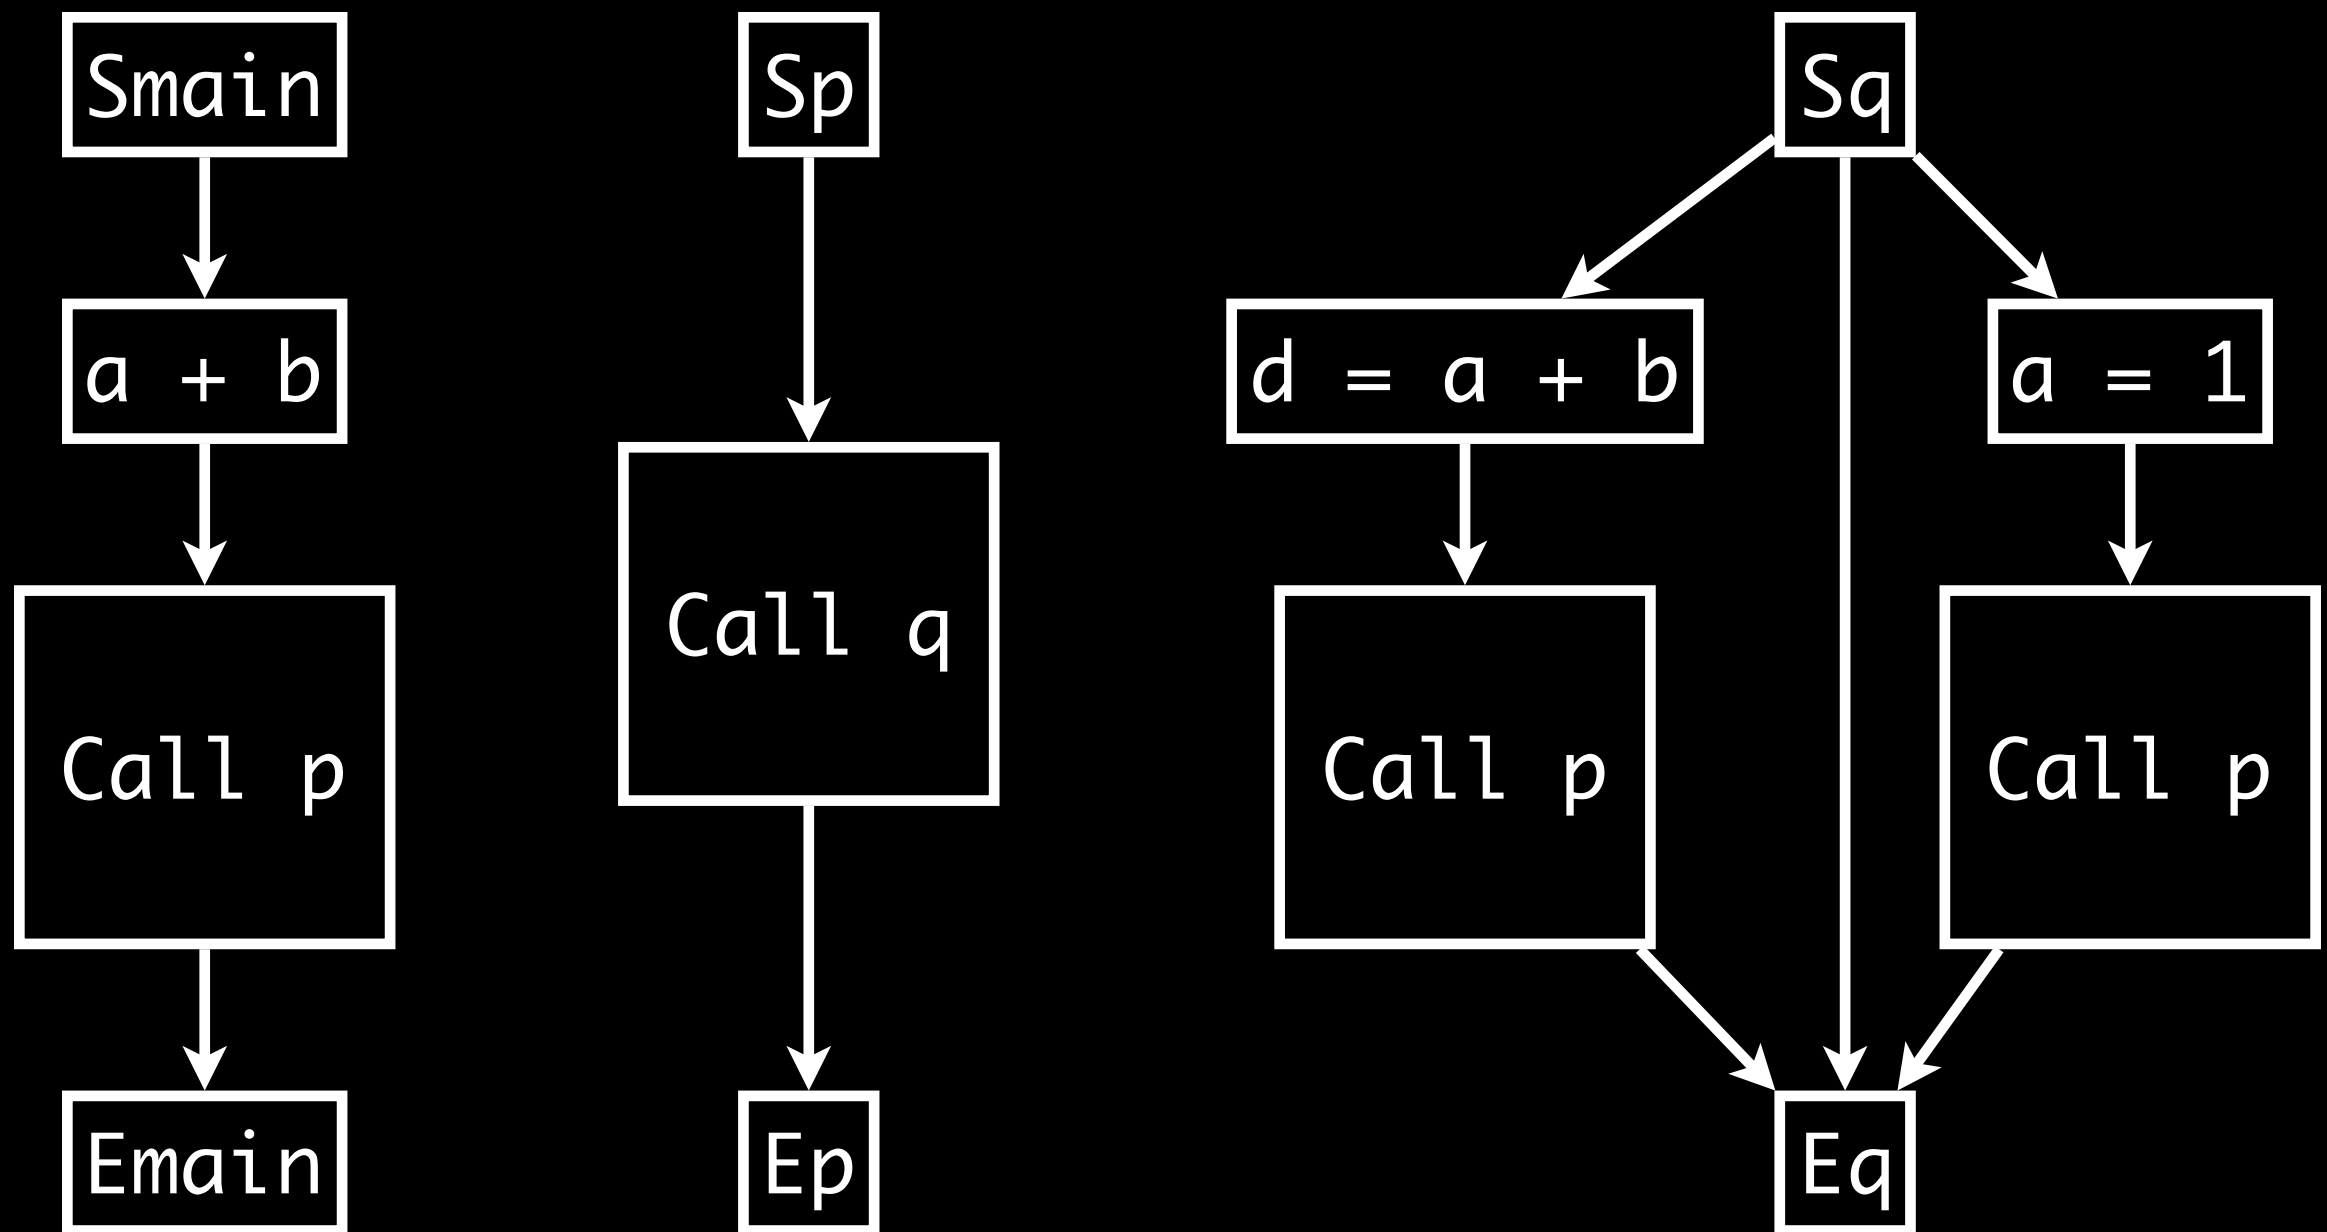 Smain
a + b
Call p
Emain
Sp
Call q
Ep
Sq
d = a + b
a = 1
Call p
Call p
Eq